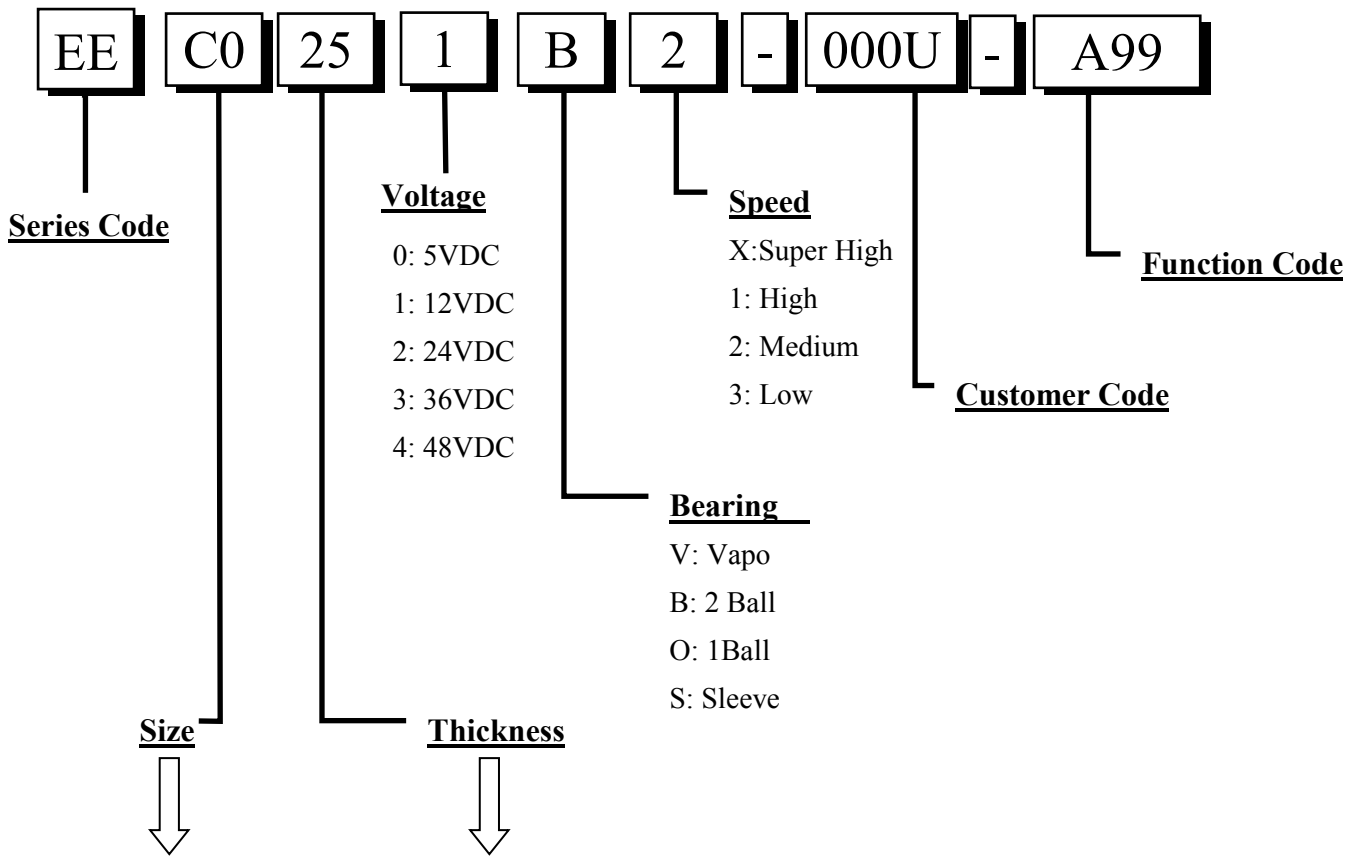 EE C0 25 1 B 2 - 000U - A99
Series Code
Voltage
0: 5VDC
1: 12VDC
2: 24VDC
3: 36VDC
4: 48VDC
Speed
X:Super High
1: High
2: Medium
3: Low
Function Code
Customer Code
Bearing
V: Vapo
B: 2 Ball
O: 1Ball
S: Sleeve
Size
Thickness